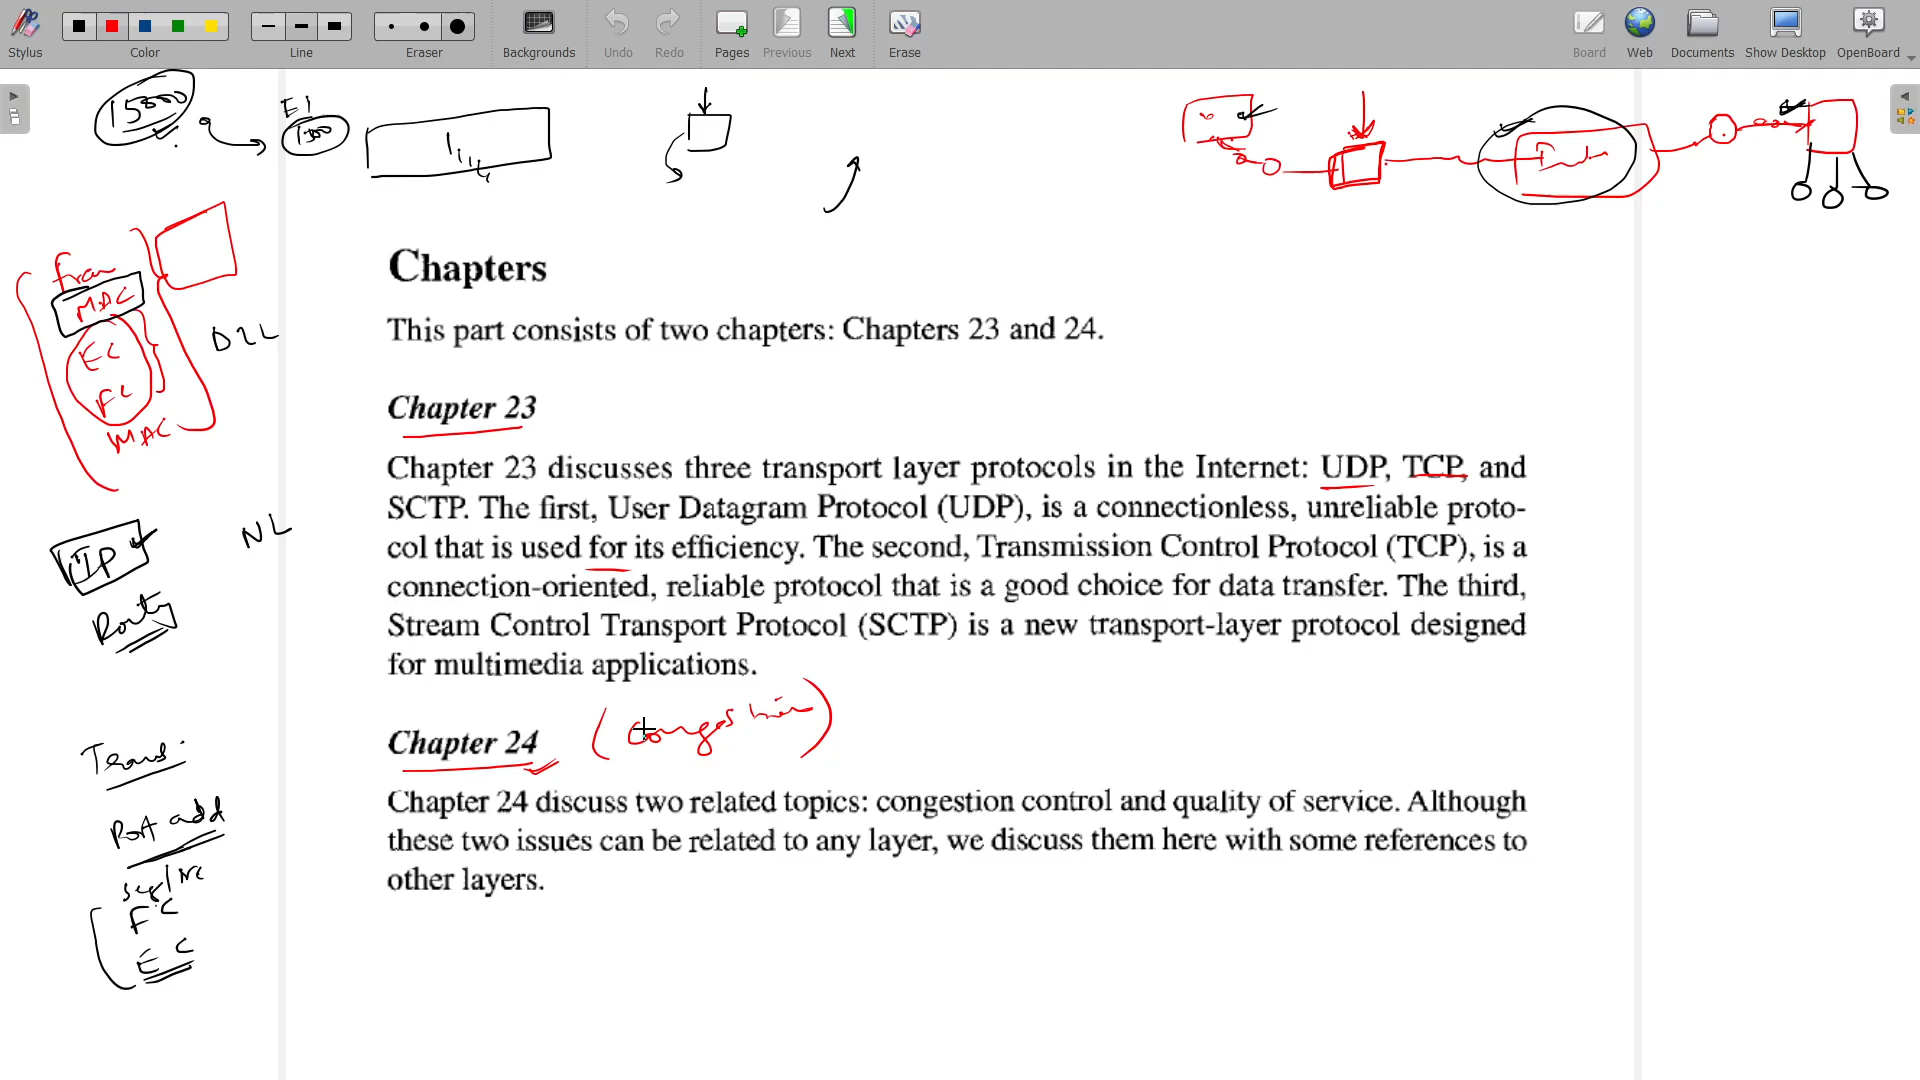 Stylus
Color
Line
Eraser
Backgrounds
Undo
Redo
Pages
Previous
Next
Erase
Board
Web
Documents
Show Desktop
OpenBoard
15800
E1
1500
Chapters
This part consists of two chapters: Chapters 23 and 24.
Chapter 23
Chapter 23 discusses three transport layer protocols in the Internet: UDP, TCP, and
SCTP. The first, User Datagram Protocol (UDP), is a connectionless, unreliable proto-
col that is used for its efficiency. The second, Transmission Control Protocol (TCP), is a
connection-oriented, reliable protocol that is a good choice for data transfer. The third,
Stream Control Transport Protocol (SCTP) is a new transport-layer protocol designed
for multimedia applications.
Chapter 24
(Congestion)
Chapter 24 discuss two related topics: congestion control and quality of service. Although
these two issues can be related to any layer, we discuss them here with some references to
other layers.
fram
MAC
EC
FC
MAC
DLL
IP
NL
Routing
Trans.
Port add
FC
EC